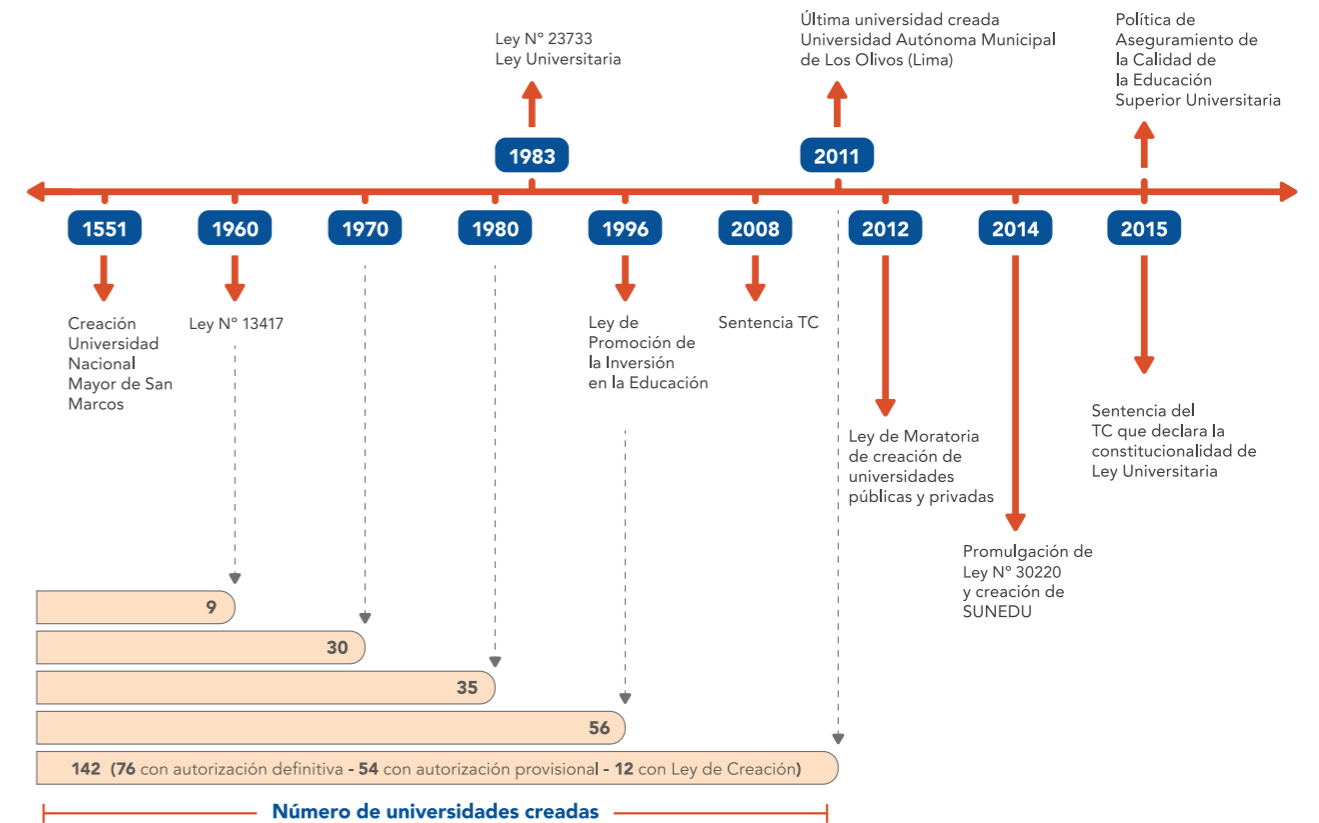 Ley Nº 23733
Ley Universitaria
Última universidad creada
Universidad Autónoma Municipal
de Los Olivos (Lima)
Política de
Aseguramiento de
la Calidad de
la Educación
Superior Universitaria
1983
2011
1551
1960
1970
1980
1996
2008
2012
2014
2015
Creación
Universidad
Nacional
Mayor de San
Marcos
Ley Nº 13417
Ley de
Promoción de
la Inversión
en la Educación
Sentencia TC
Ley de Moratoria
de creación de
universidades
públicas y privadas
Promulgación de
Ley Nº 30220
y creación de
SUNEDU
Sentencia del
TC que declara la
constitucionalidad de
Ley Universitaria
9
30
35
56
142 (76 con autorización definitiva - 54 con autorización provisional - 12 con Ley de Creación)
Número de universidades creadas